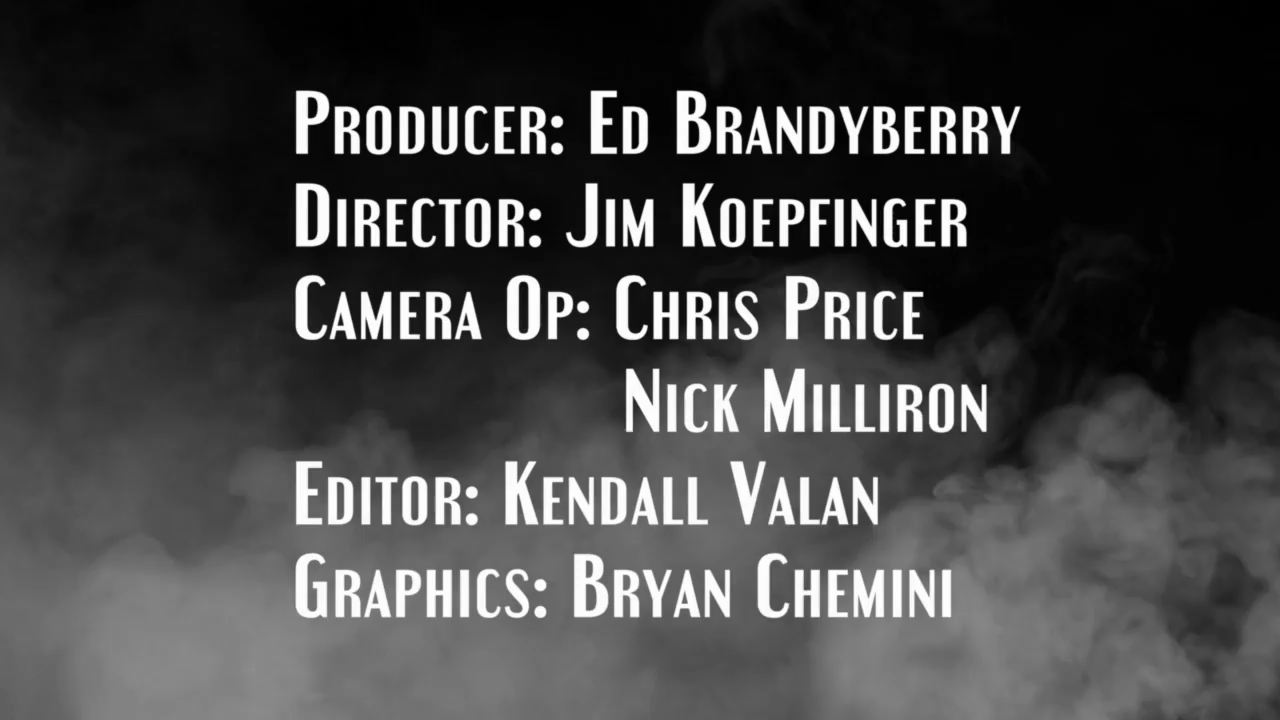 Producer: Ed Brandyberry
Director: Jim Koepfinger
Camera Op: Chris Price
Nick Milliron
Editor: Kendall Valan
Graphics: Bryan Chemini